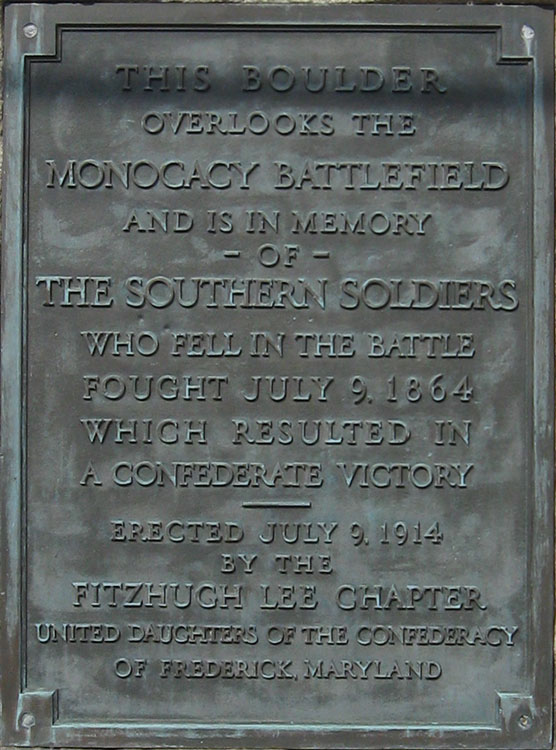 THIS BOULDER
OVERLOOKS THE
MONOCACY BATTLEFIELD
AND IS IN MEMORY
- OF -
THE SOUTHERN SOLDIERS
WHO FELL IN THE BATTLE
FOUGHT JULY 9, 1864
WHICH RESULTED IN
A CONFEDERATE VICTORY
ERECTED JULY 9, 1914
BY THE
FITZHUGH LEE CHAPTER
UNITED DAUGHTERS OF THE CONFEDERACY
OF FREDERICK, MARYLAND